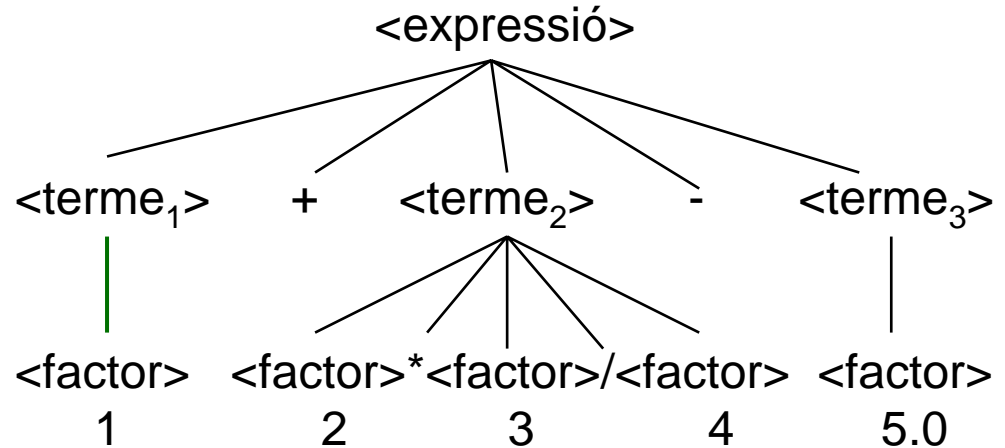 <expressió>
<terme₁> + <terme₂> - <terme₃>
<factor> <factor>*<factor>/<factor> <factor>
1 2 3 4 5.0